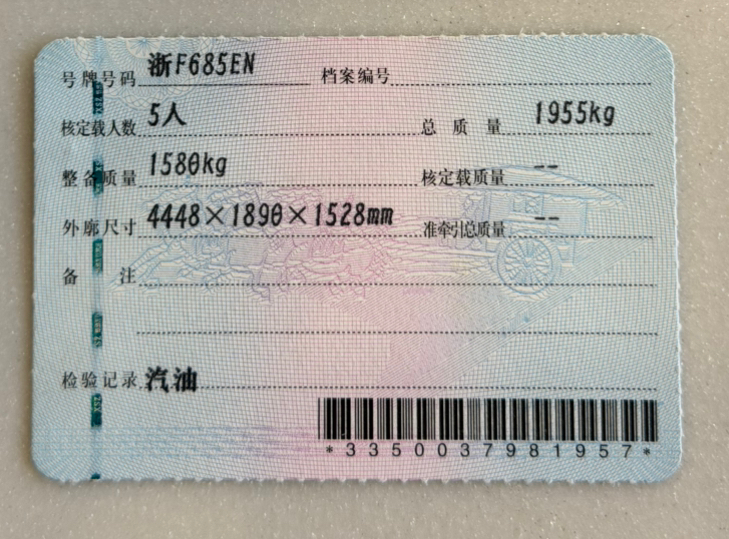 号牌号码 浙F685EN 档案编号
核定载人数 5人 总质量 1955kg
整备质量 1580kg 核定载质量 --
外廓尺寸 4448×1890×1528mm 准牵引总质量 --
备注
检验记录 汽油
*3350037981957*